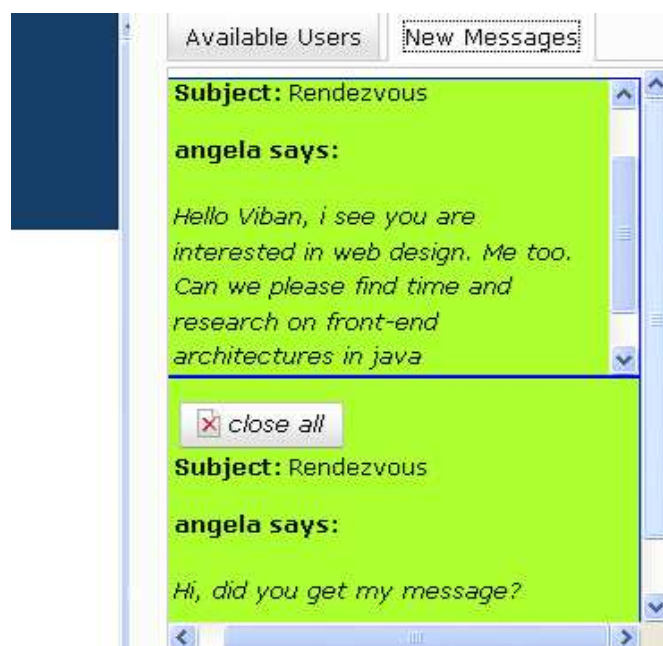 Available Users New Messages
Subject: Rendezvous
angela says:
Hello Viban, i see you are
interested in web design. Me too.
Can we please find time and
research on front-end
architectures in java
close all
Subject: Rendezvous
angela says:
Hi, did you get my message?